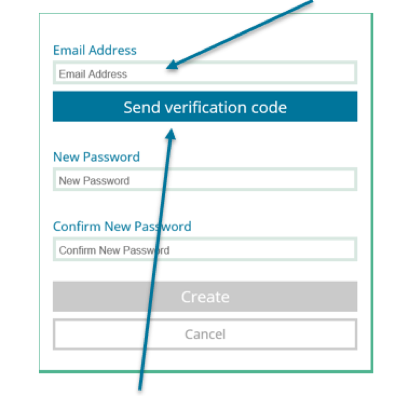 Email Address
Email Address
Send verification code
New Password
New Password
Confirm New Password
Confirm New Password
Create
Cancel